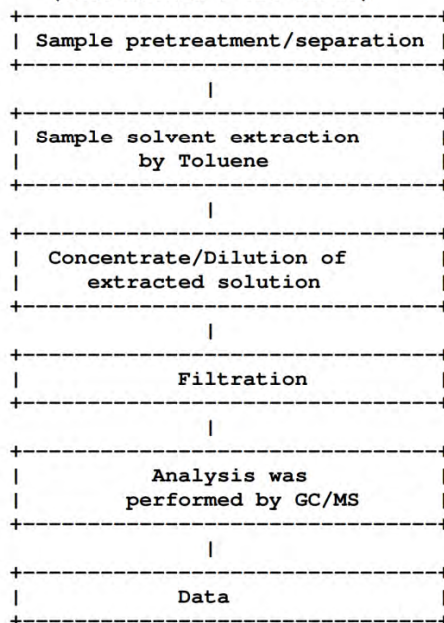 Sample pretreatment/separation
Sample solvent extraction
by Toluene
Concentrate/Dilution of
extracted solution
Filtration
Analysis was
performed by GC/MS
Data